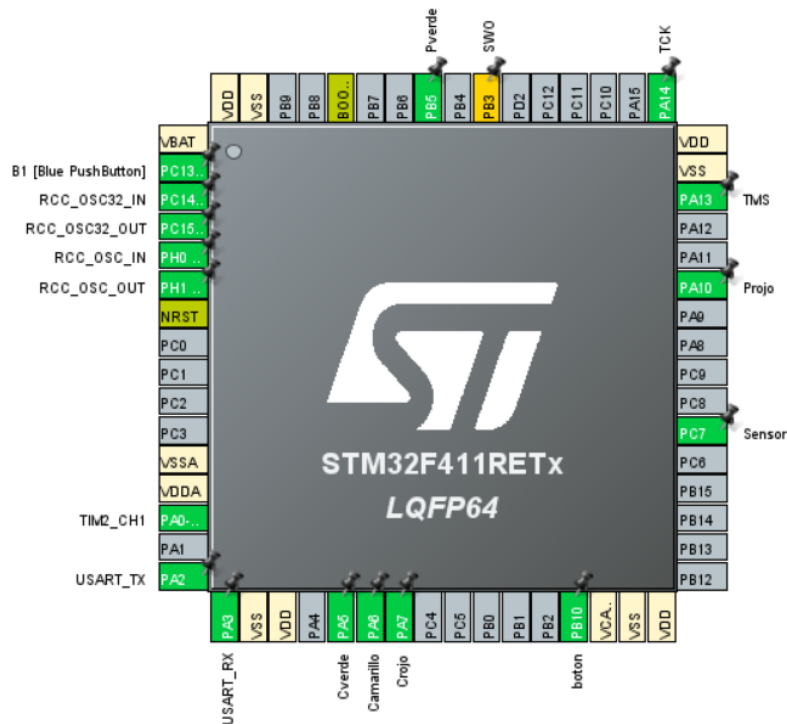 Pverde
SWO
TCK
VDD
VSS
PB9
PB8
BOO..
PB7
PB6
PB5
PB4
PB3
PD2
PC12
PC11
PC10
PA15
PA14
VBAT
B1 [Blue PushButton] PC13..
RCC_OSC32_IN PC14..
RCC_OSC32_OUT PC15..
RCC_OSC_IN PH0 ..
RCC_OSC_OUT PH1 ..
NRST
PC0
PC1
PC2
PC3
VSSA
VDDA
TIM2_CH1 PA0-..
PA1
USART_TX PA2
ST
STM32F411RETx
LQFP64
VDD
VSS
PA13 TMS
PA12
PA11
PA10 Projo
PA9
PA8
PC9
PC8
PC7 Sensor
PC6
PB15
PB14
PB13
PB12
PA3
VSS
VDD
PA4
PA5
PA6
PA7
PC4
PC5
PB0
PB1
PB2
PB10
VCA..
VSS
VDD
USART_RX
Cverde
Camarillo
Crojo
boton